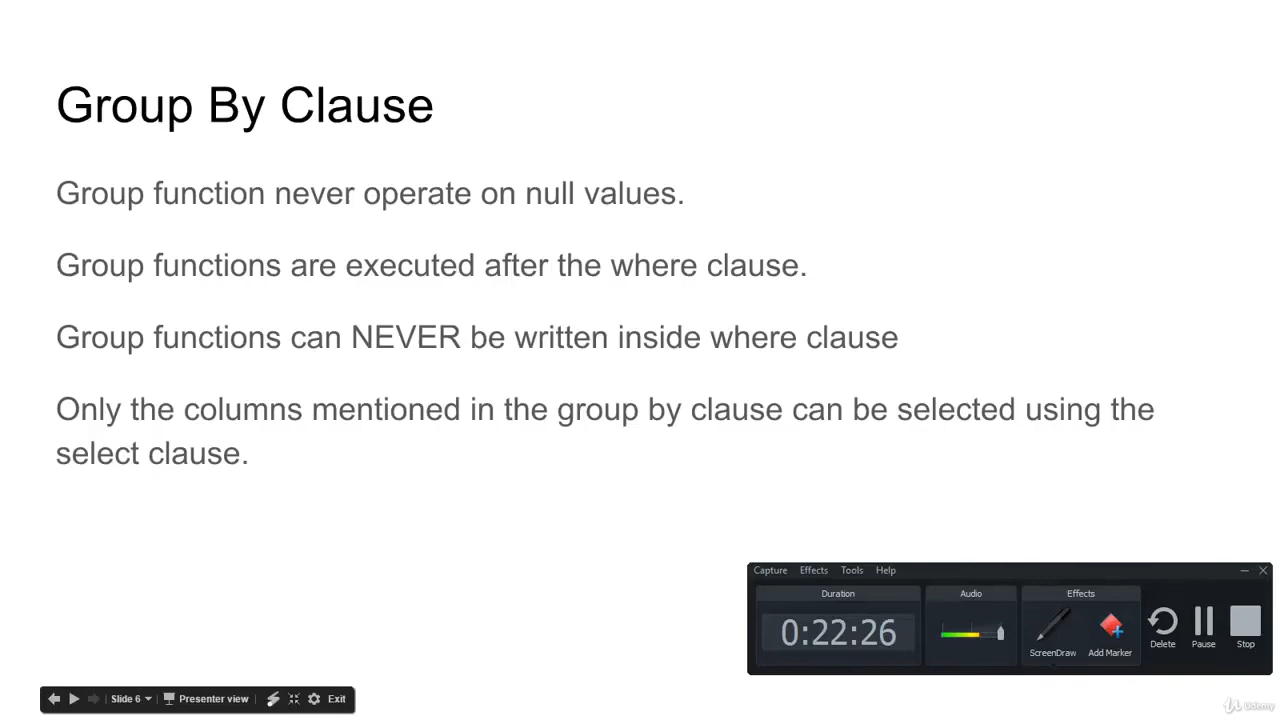 Group By Clause
Group function never operate on null values.
Group functions are executed after the where clause.
Group functions can NEVER be written inside where clause
Only the columns mentioned in the group by clause can be selected using the
select clause.
Capture Effects Tools Help
Duration Audio Effects
0:22:26
ScreenDraw Add Marker Delete Pause Stop
Slide 6 Presenter view Exit
Udemy